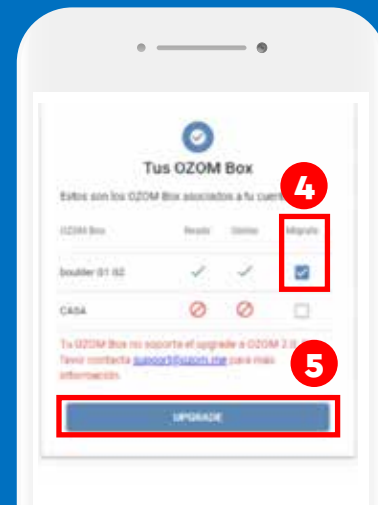 Tus OZOM Box
Estos son los OZOM Box asociados a tu
4
OZOM Box Ready Online Migrate
boulder 01 02
CASA
Tu OZOM Box no soporta el upgrade a OZOM 2.0.
favor contacta support@ozom.me para más
información.
5
UPGRADE